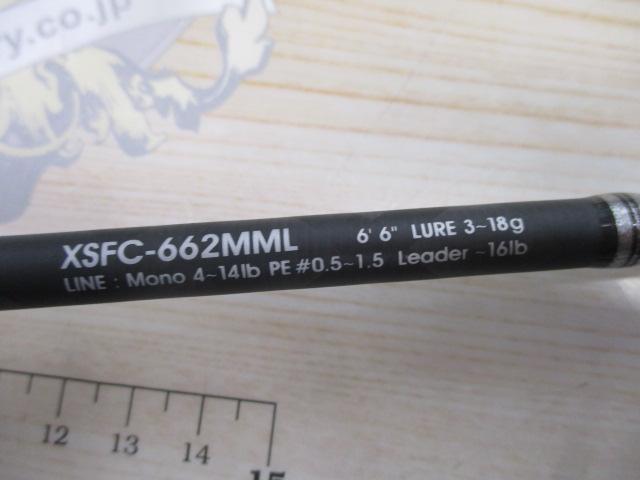 ry.co.jp
XSFC-662MML 6' 6" LURE 3~18g
LINE : Mono 4~14lb PE #0.5~1.5 Leader ~16lb
12 13 14 15